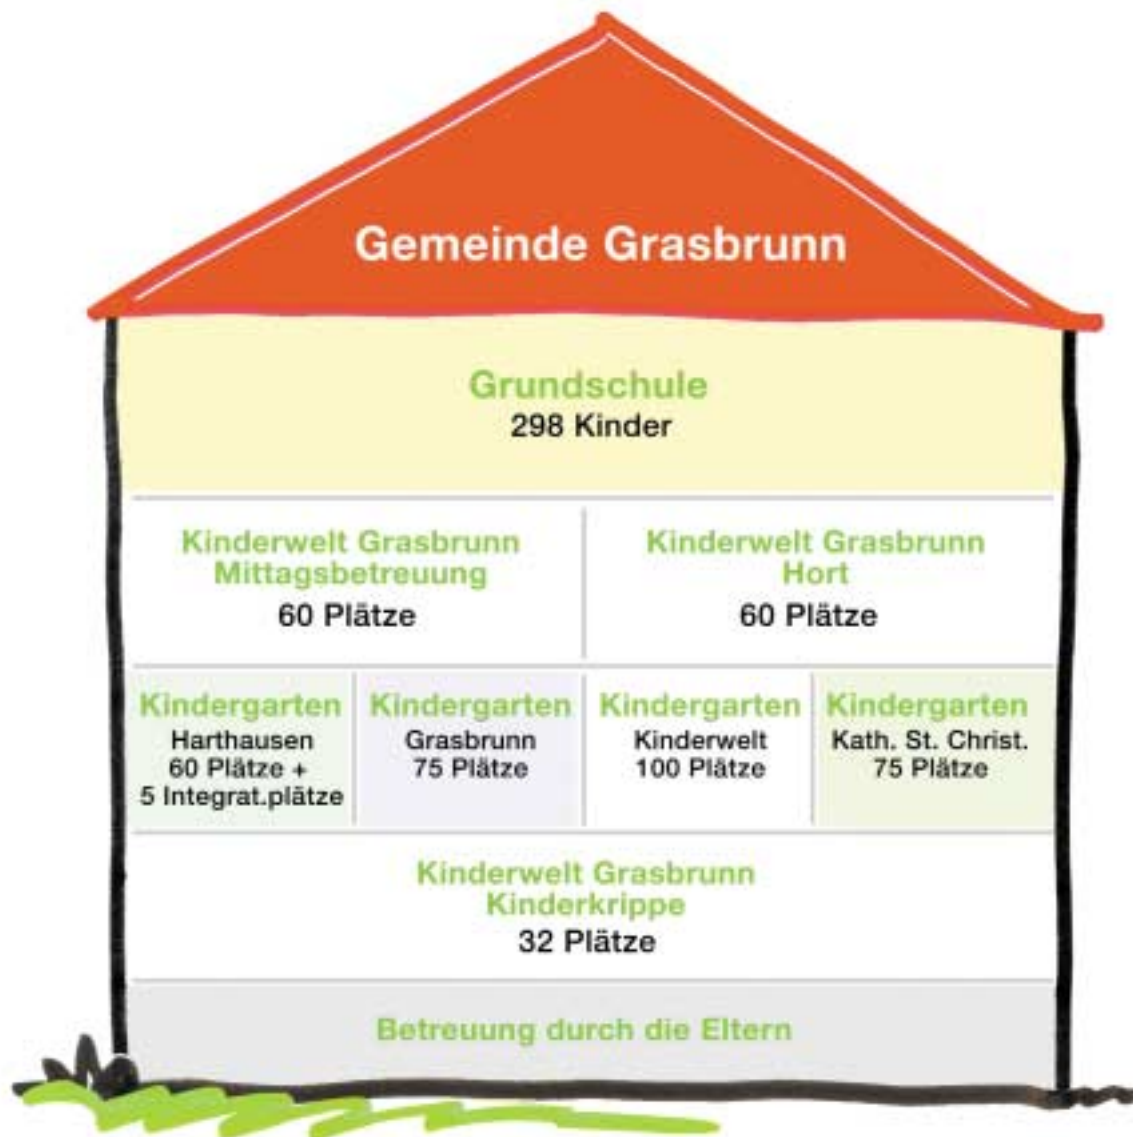 Gemeinde Grasbrunn
Grundschule
298 Kinder
Kinderwelt Grasbrunn
Mittagsbetreuung
60 Plätze
Kinderwelt Grasbrunn
Hort
60 Plätze
Kindergarten
Harthausen
60 Plätze +
5 Integrat.plätze
Kindergarten
Grasbrunn
75 Plätze
Kindergarten
Kinderwelt
100 Plätze
Kindergarten
Kath. St. Christ.
75 Plätze
Kinderwelt Grasbrunn
Kinderkrippe
32 Plätze
Betreuung durch die Eltern